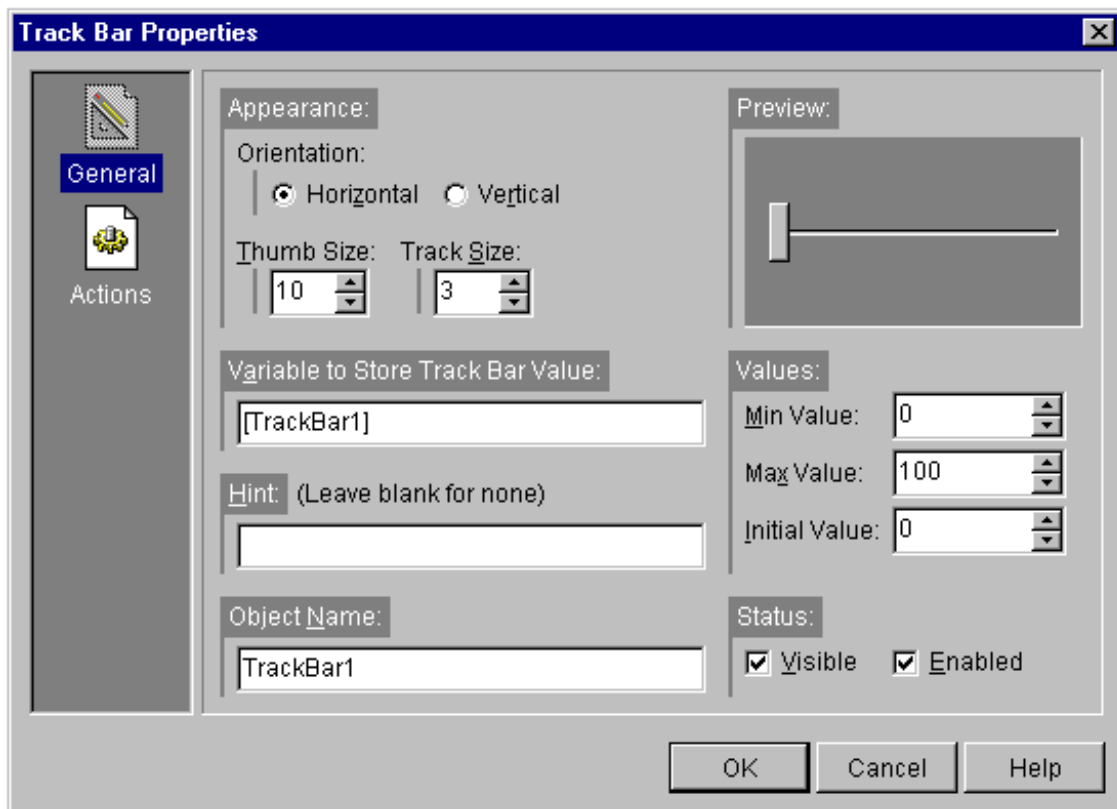 Track Bar Properties
General
Actions
Appearance:
Orientation:
Horizontal Vertical
Thumb Size: Track Size:
10 3
Variable to Store Track Bar Value:
[TrackBar1]
Hint: (Leave blank for none)
Object Name:
TrackBar1
Preview:
Values:
Min Value: 0
Max Value: 100
Initial Value: 0
Status:
Visible Enabled
OK Cancel Help